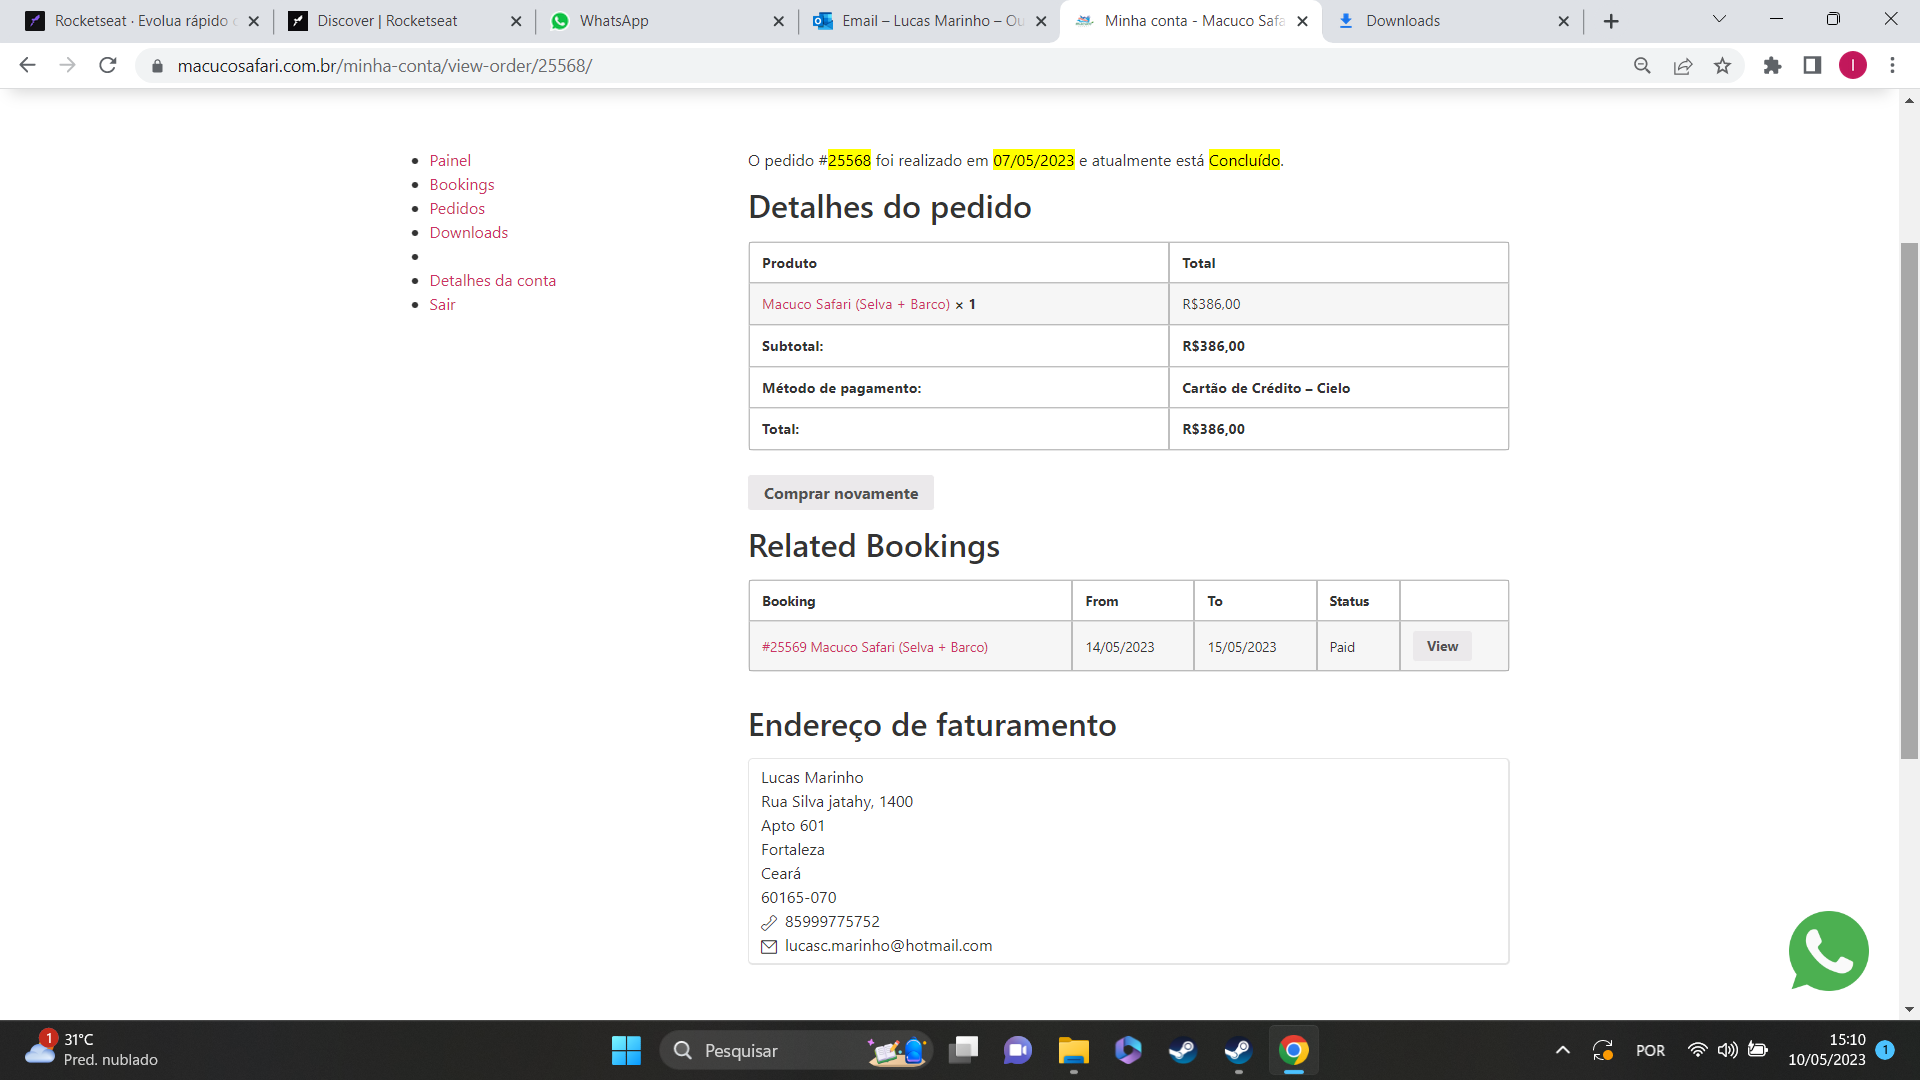 Rocketseat · Evolua rápido
Discover | Rocketseat
WhatsApp
Email – Lucas Marinho – Ou
Minha conta - Macuco Safa
Downloads
macucosafari.com.br/minha-conta/view-order/25568/
I
Painel
Bookings
Pedidos
Downloads
Detalhes da conta
Sair
O pedido #25568 foi realizado em 07/05/2023 e atualmente está Concluído.
Detalhes do pedido
Produto Total
Macuco Safari (Selva + Barco) × 1 R$386,00
Subtotal: R$386,00
Método de pagamento: Cartão de Crédito – Cielo
Total: R$386,00
Comprar novamente
Related Bookings
Booking From To Status
#25569 Macuco Safari (Selva + Barco) 14/05/2023 15/05/2023 Paid View
Endereço de faturamento
Lucas Marinho
Rua Silva jatahy, 1400
Apto 601
Fortaleza
Ceará
60165-070
85999775752
lucasc.marinho@hotmail.com
1
31°C
Pred. nublado
Pesquisar
POR
15:10
10/05/2023
1